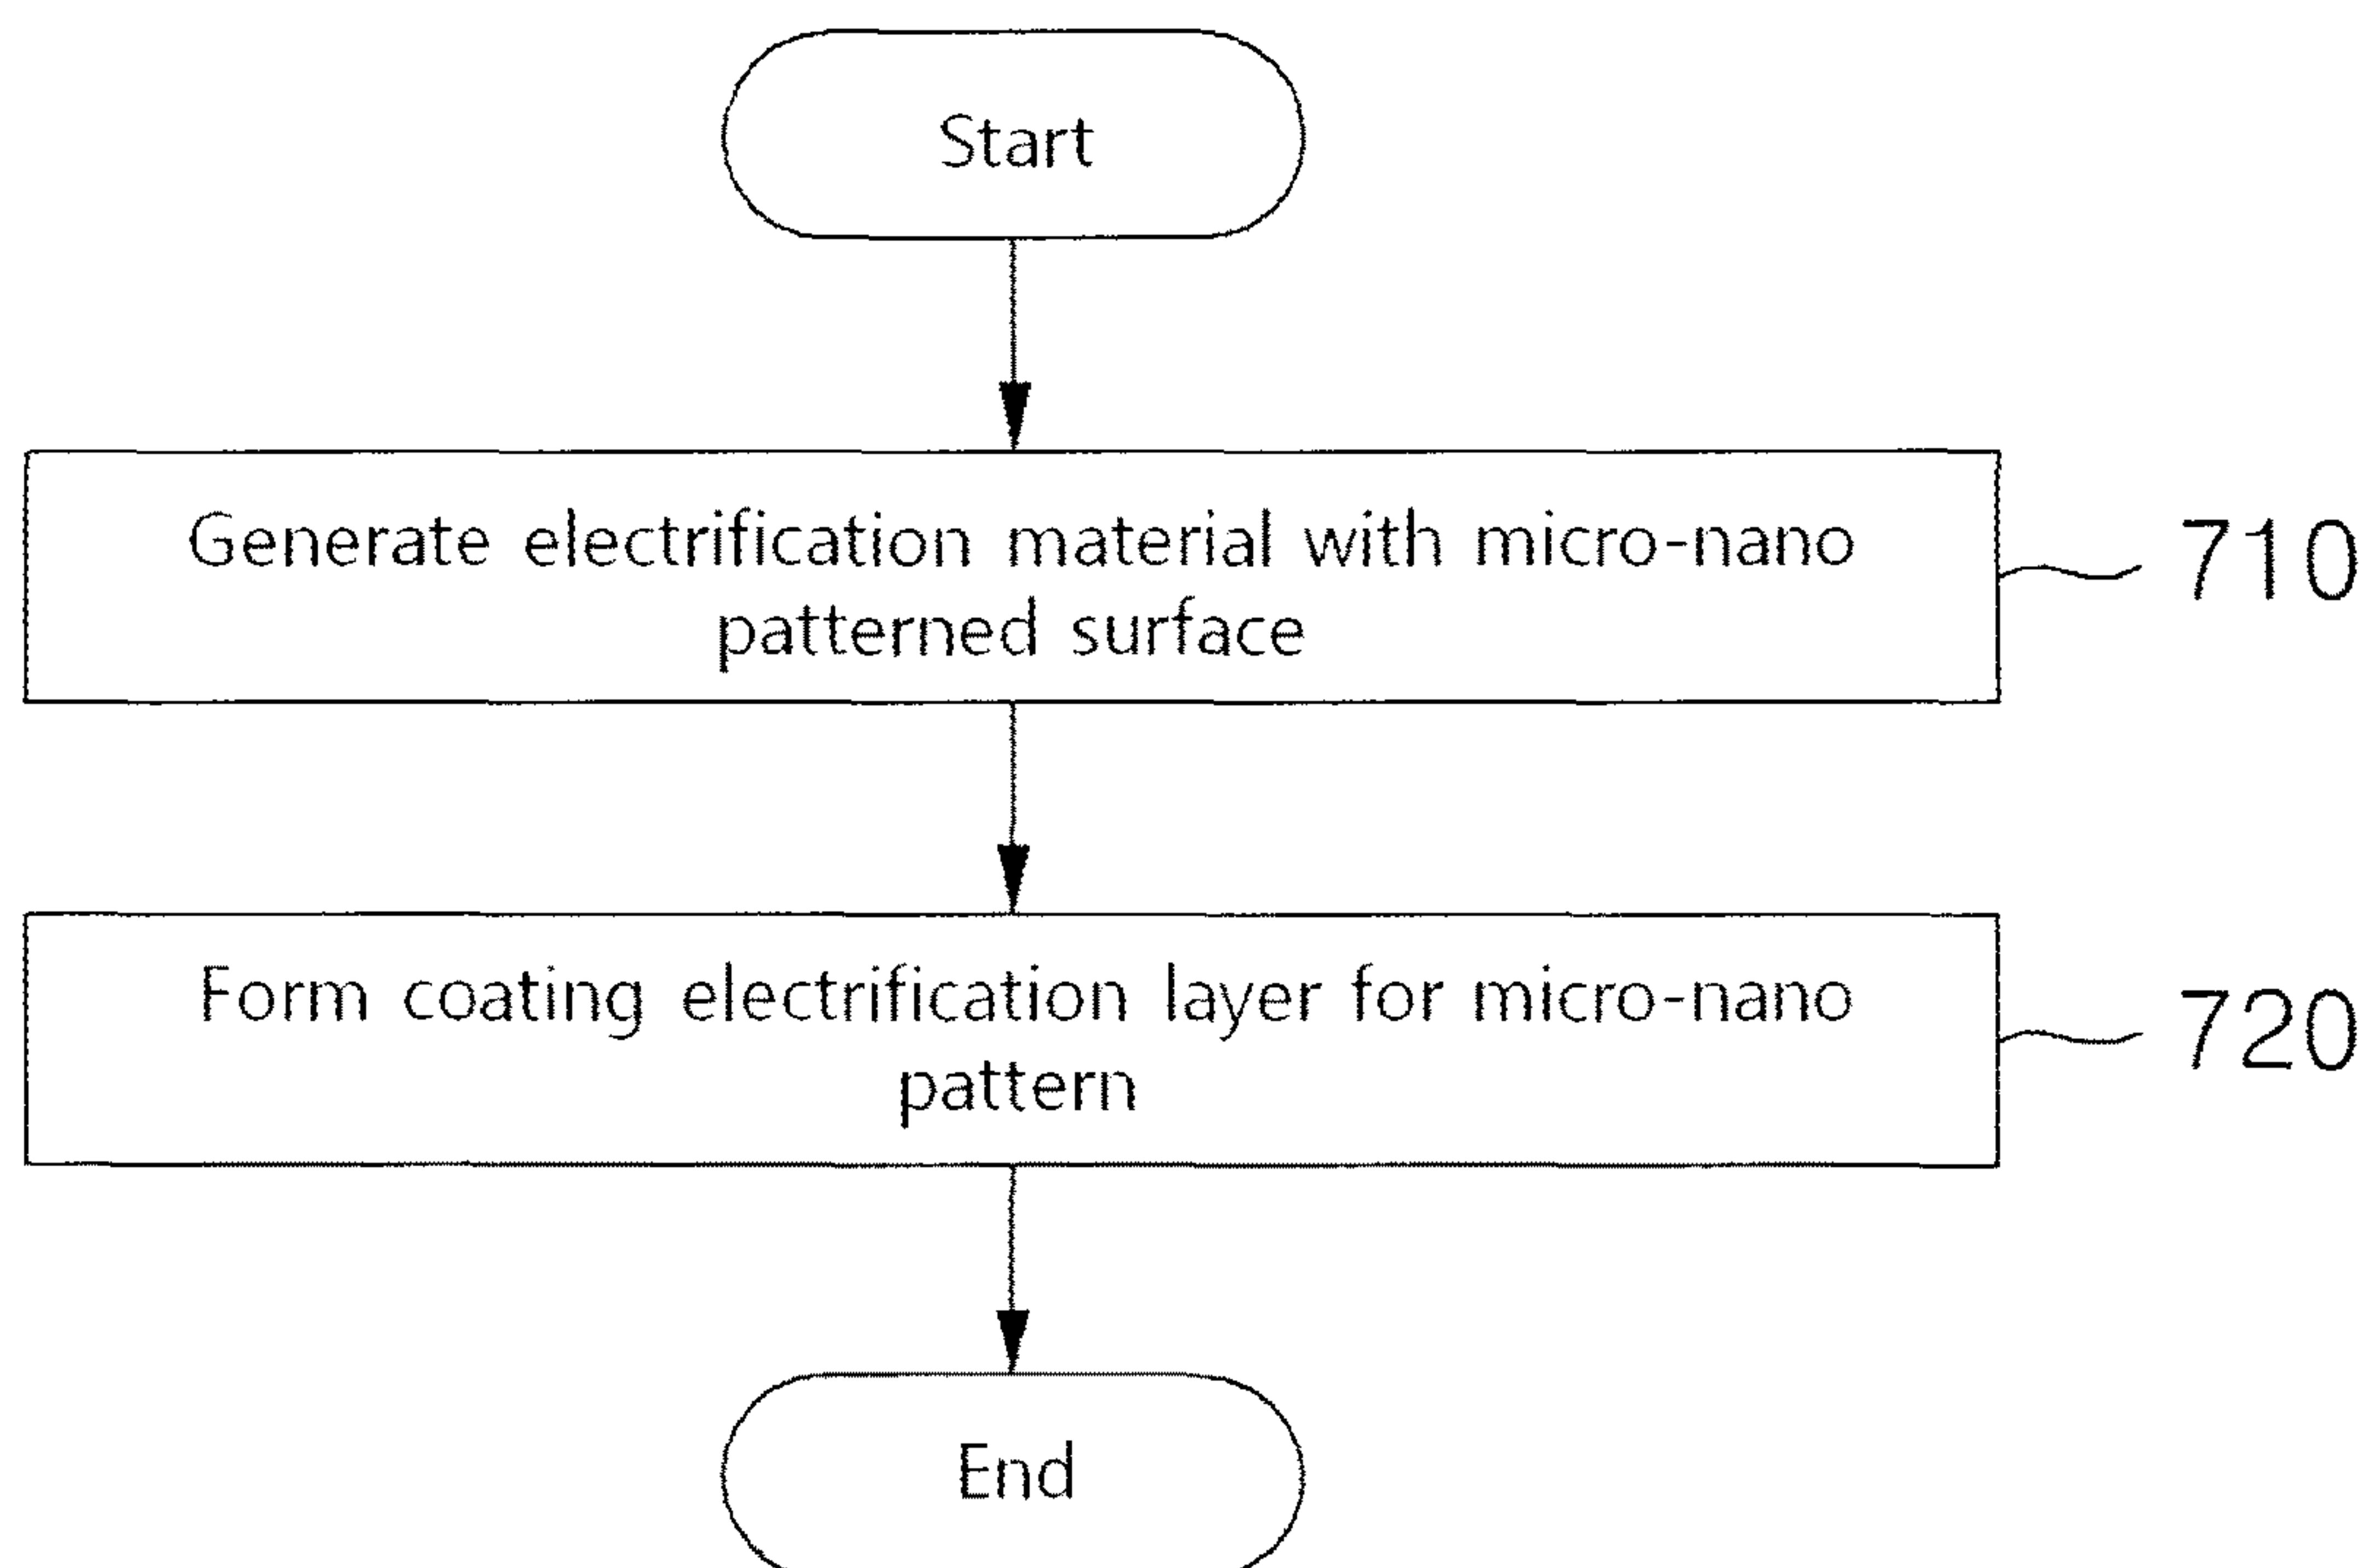 Start
Generate electrification material with micro-nano
patterned surface
710
Form coating electrification layer for micro-nano
pattern
720
End